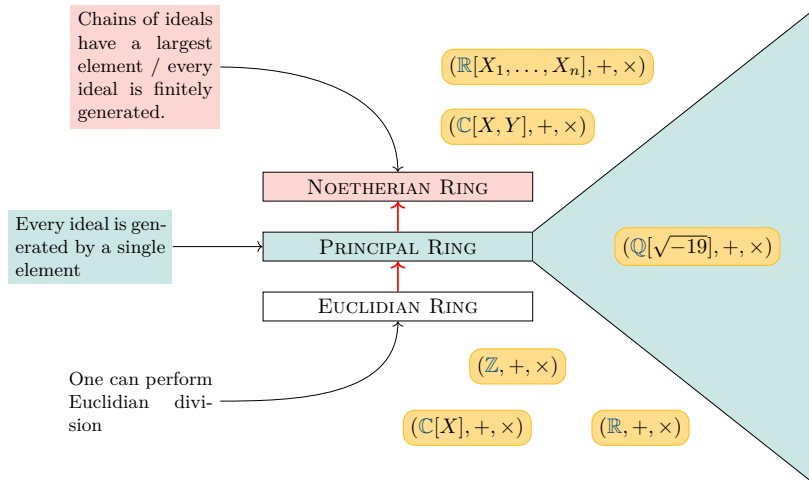 Chains of ideals
have a largest
element / every
ideal is finitely
generated.
(ℝ[X₁, . . . , Xₙ], +, ×)
(ℂ[X, Y], +, ×)
NOETHERIAN RING
Every ideal is gen-
erated by a single
element
PRINCIPAL RING
(ℚ[√−19], +, ×)
EUCLIDIAN RING
(ℤ, +, ×)
One can perform
Euclidian divi-
sion
(ℂ[X], +, ×)
(ℝ, +, ×)